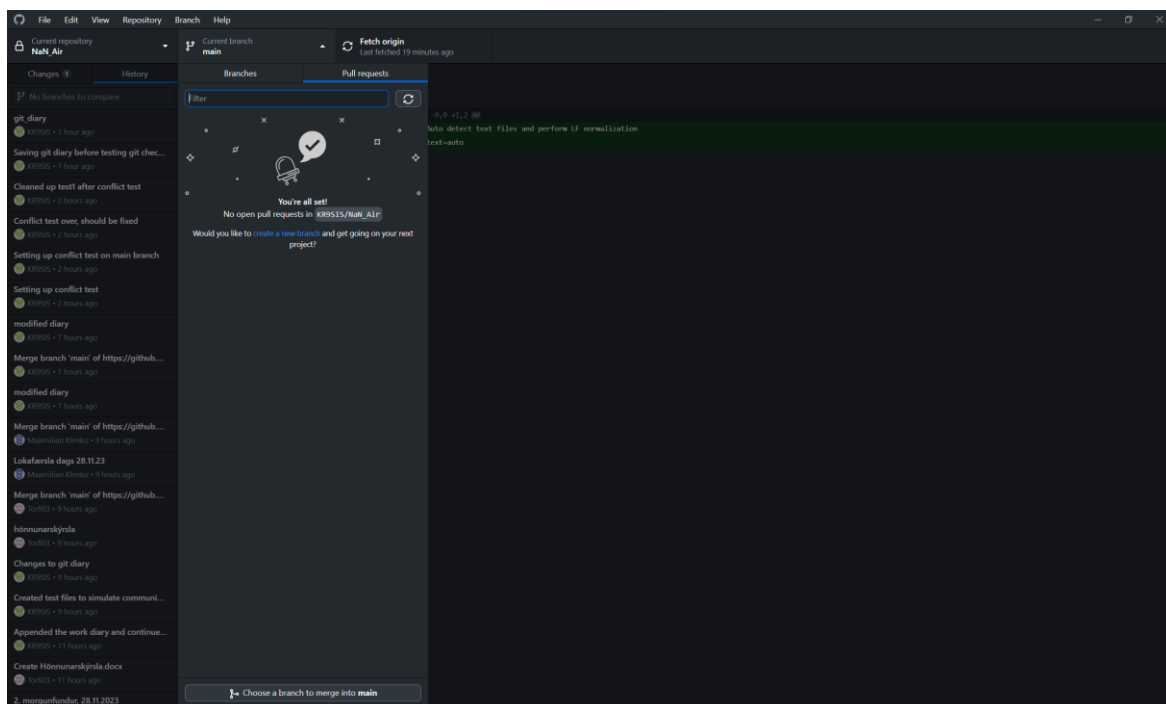 File Edit View Repository Branch Help
Current repository
NaN_Air
Current branch
main
Fetch origin
Last fetched 19 minutes ago
Changes
History
Branches
Pull requests
No branches to compare
Filter
git_diary
KR9SIS • 1 hour ago
Saving git diary before testing git chec...
KR9SIS • 1 hour ago
Cleaned up test1 after conflict test
KR9SIS • 2 hours ago
Conflict test over, should be fixed
KR9SIS • 2 hours ago
Setting up conflict test on main branch
KR9SIS • 2 hours ago
Setting up conflict test
KR9SIS • 2 hours ago
modified diary
KR9SIS • 7 hours ago
Merge branch 'main' of https://github....
KR9SIS • 7 hours ago
modified diary
KR9SIS • 7 hours ago
Merge branch 'main' of https://github....
Maximilian Klimko • 9 hours ago
Lokafærsla dags 28.11.23
Maximilian Klimko • 9 hours ago
Merge branch 'main' of https://github....
Torfi03 • 9 hours ago
hönnunarskýrsla
Torfi03 • 9 hours ago
Changes to git diary
KR9SIS • 9 hours ago
Created test files to simulate communi...
KR9SIS • 9 hours ago
Appended the work diary and continue...
KR9SIS • 11 hours ago
Create Hönnunarskýrsla.docx
Torfi03 • 11 hours ago
2. morgunfundur, 28.11.2023
You're all set!
No open pull requests in KR9SIS/NaN_Air
Would you like to create a new branch and get going on your next
project?
Choose a branch to merge into main
-0,0 +1,2 @@
Auto detect text files and perform LF normalization
text=auto